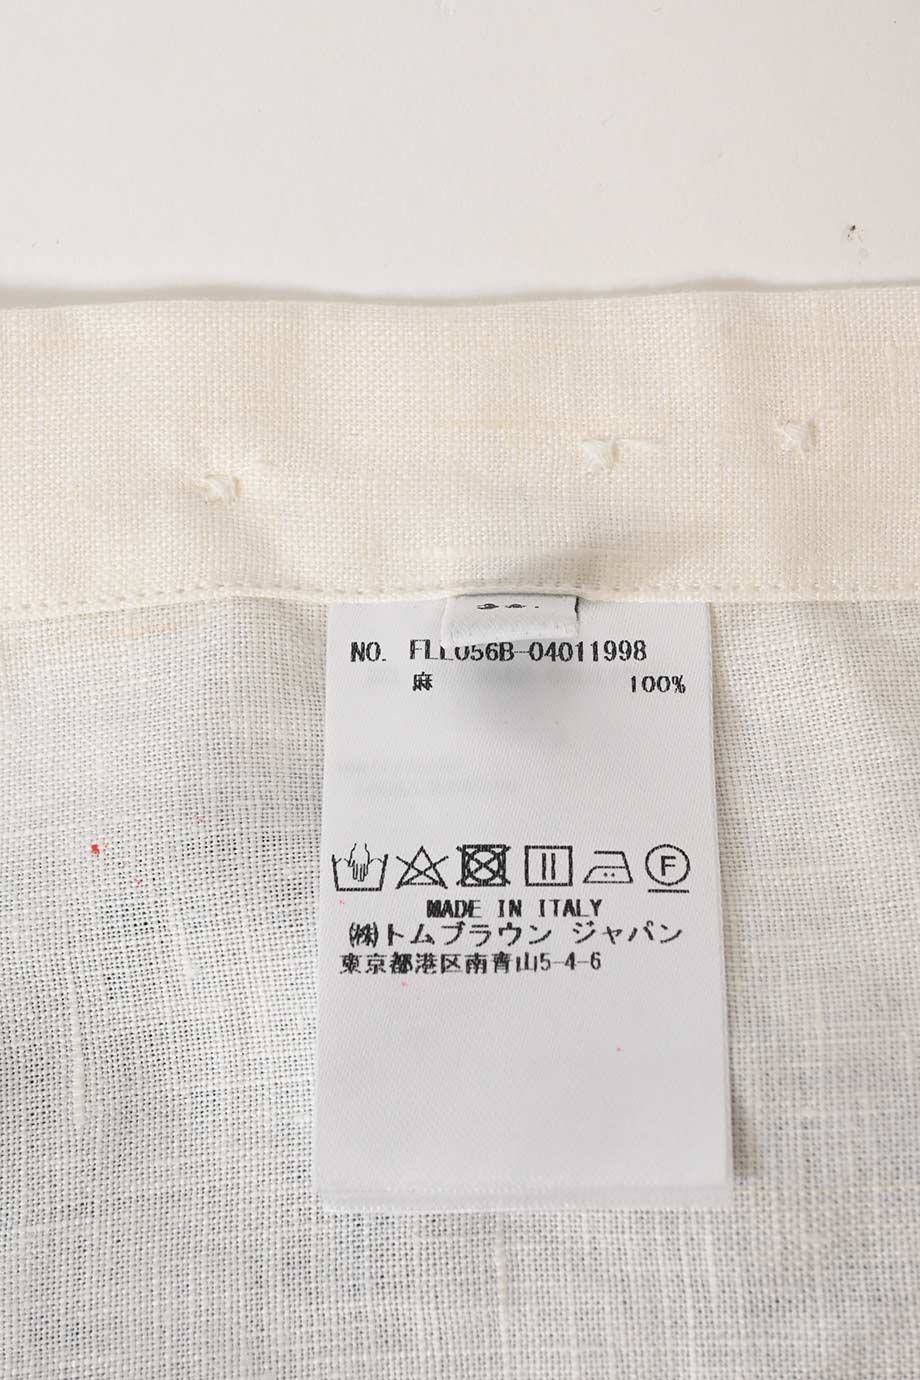 NO. FLL056B-04011998
麻 100%
F
MADE IN ITALY
㈱トムブラウン ジャパン
東京都港区南青山5-4-6